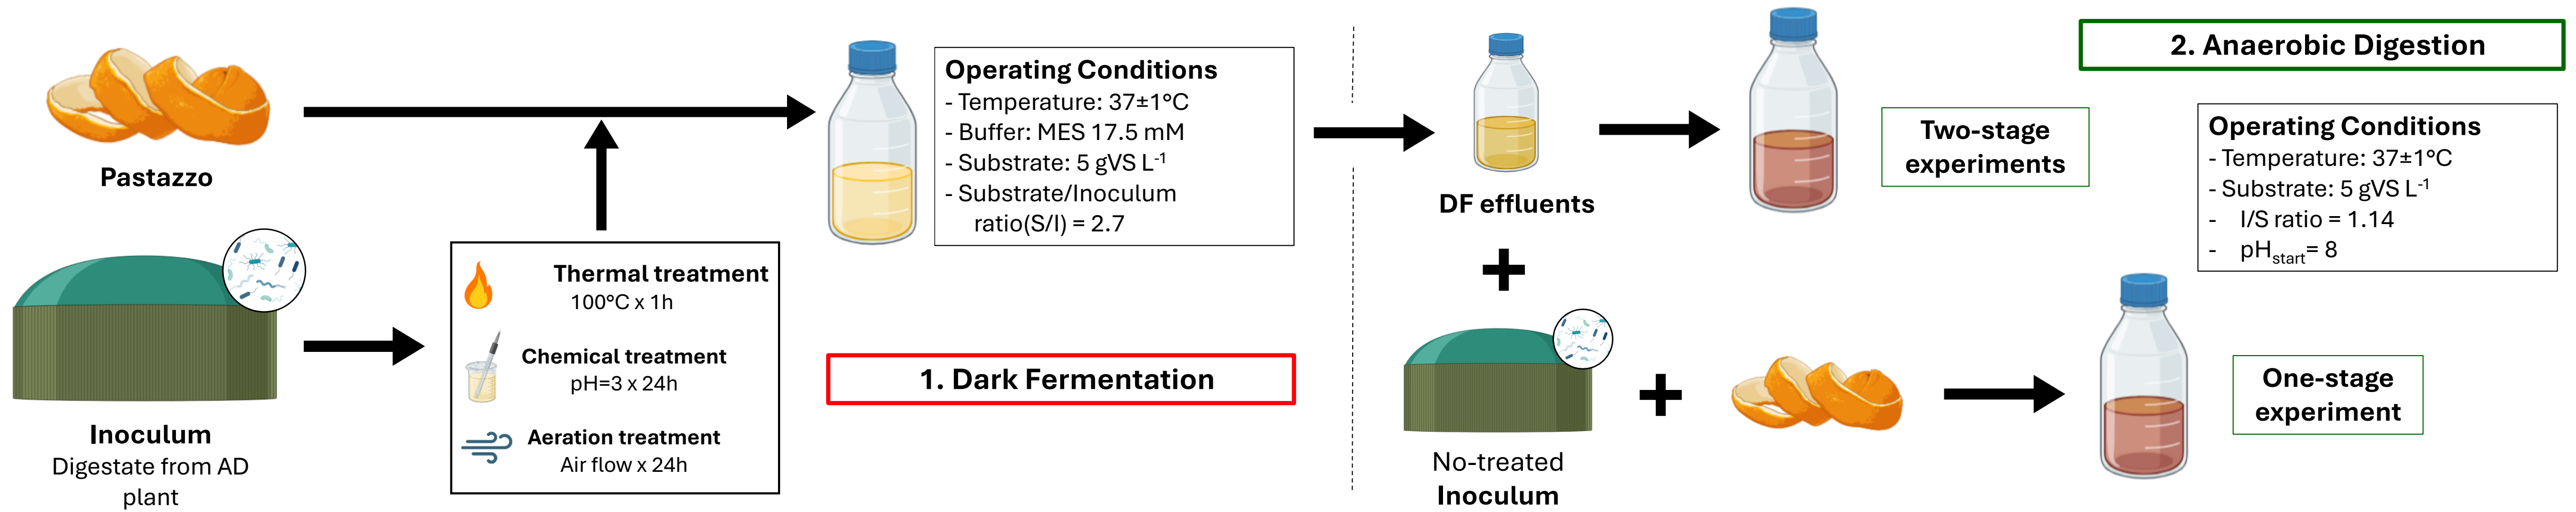 Pastazzo
Inoculum
Digestate from AD
plant
Thermal treatment
100°C x 1h
Chemical treatment
pH=3 x 24h
Aeration treatment
Air flow x 24h
Operating Conditions
- Temperature: 37±1°C
- Buffer: MES 17.5 mM
- Substrate: 5 gVS L⁻¹
- Substrate/Inoculum
ratio(S/I) = 2.7
1. Dark Fermentation
DF effluents
+
No-treated
Inoculum
+
Two-stage
experiments
2. Anaerobic Digestion
Operating Conditions
- Temperature: 37±1°C
- Substrate: 5 gVS L⁻¹
- I/S ratio = 1.14
- pHstart= 8
One-stage
experiment